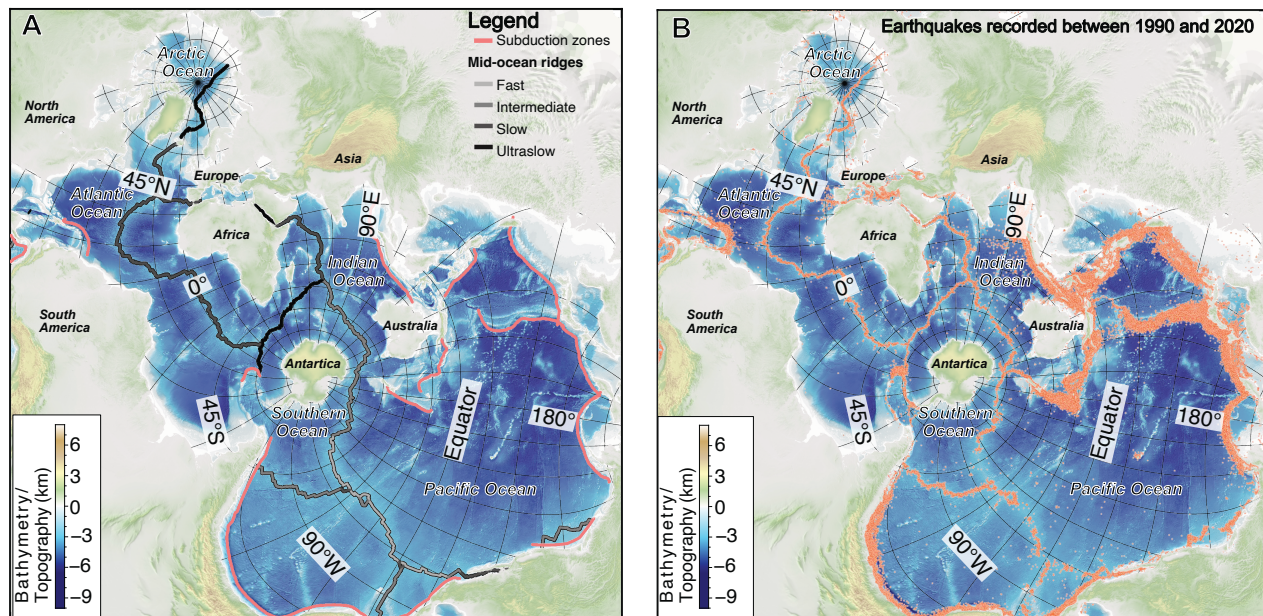 A
Legend
Subduction zones
Mid-ocean ridges
Fast
Intermediate
Slow
Ultraslow
Arctic
Ocean
North
America
45°N
Europe
Asia
Atlantic
Ocean
90°E
Africa
Indian
Ocean
0°
South
America
Australia
Antartica
45°S
Southern
Ocean
Equator
180°
Pacific Ocean
90°W
Bathymetry/
Topography (km)
6
3
0
−3
−6
−9
B
Earthquakes recorded between 1990 and 2020
Arctic
Ocean
North
America
45°N
Europe
Asia
Atlantic
Ocean
90°E
Africa
Indian
Ocean
0°
South
America
Australia
Antartica
45°S
Southern
Ocean
Equator
180°
Pacific Ocean
90°W
Bathymetry/
Topography (km)
6
3
0
−3
−6
−9